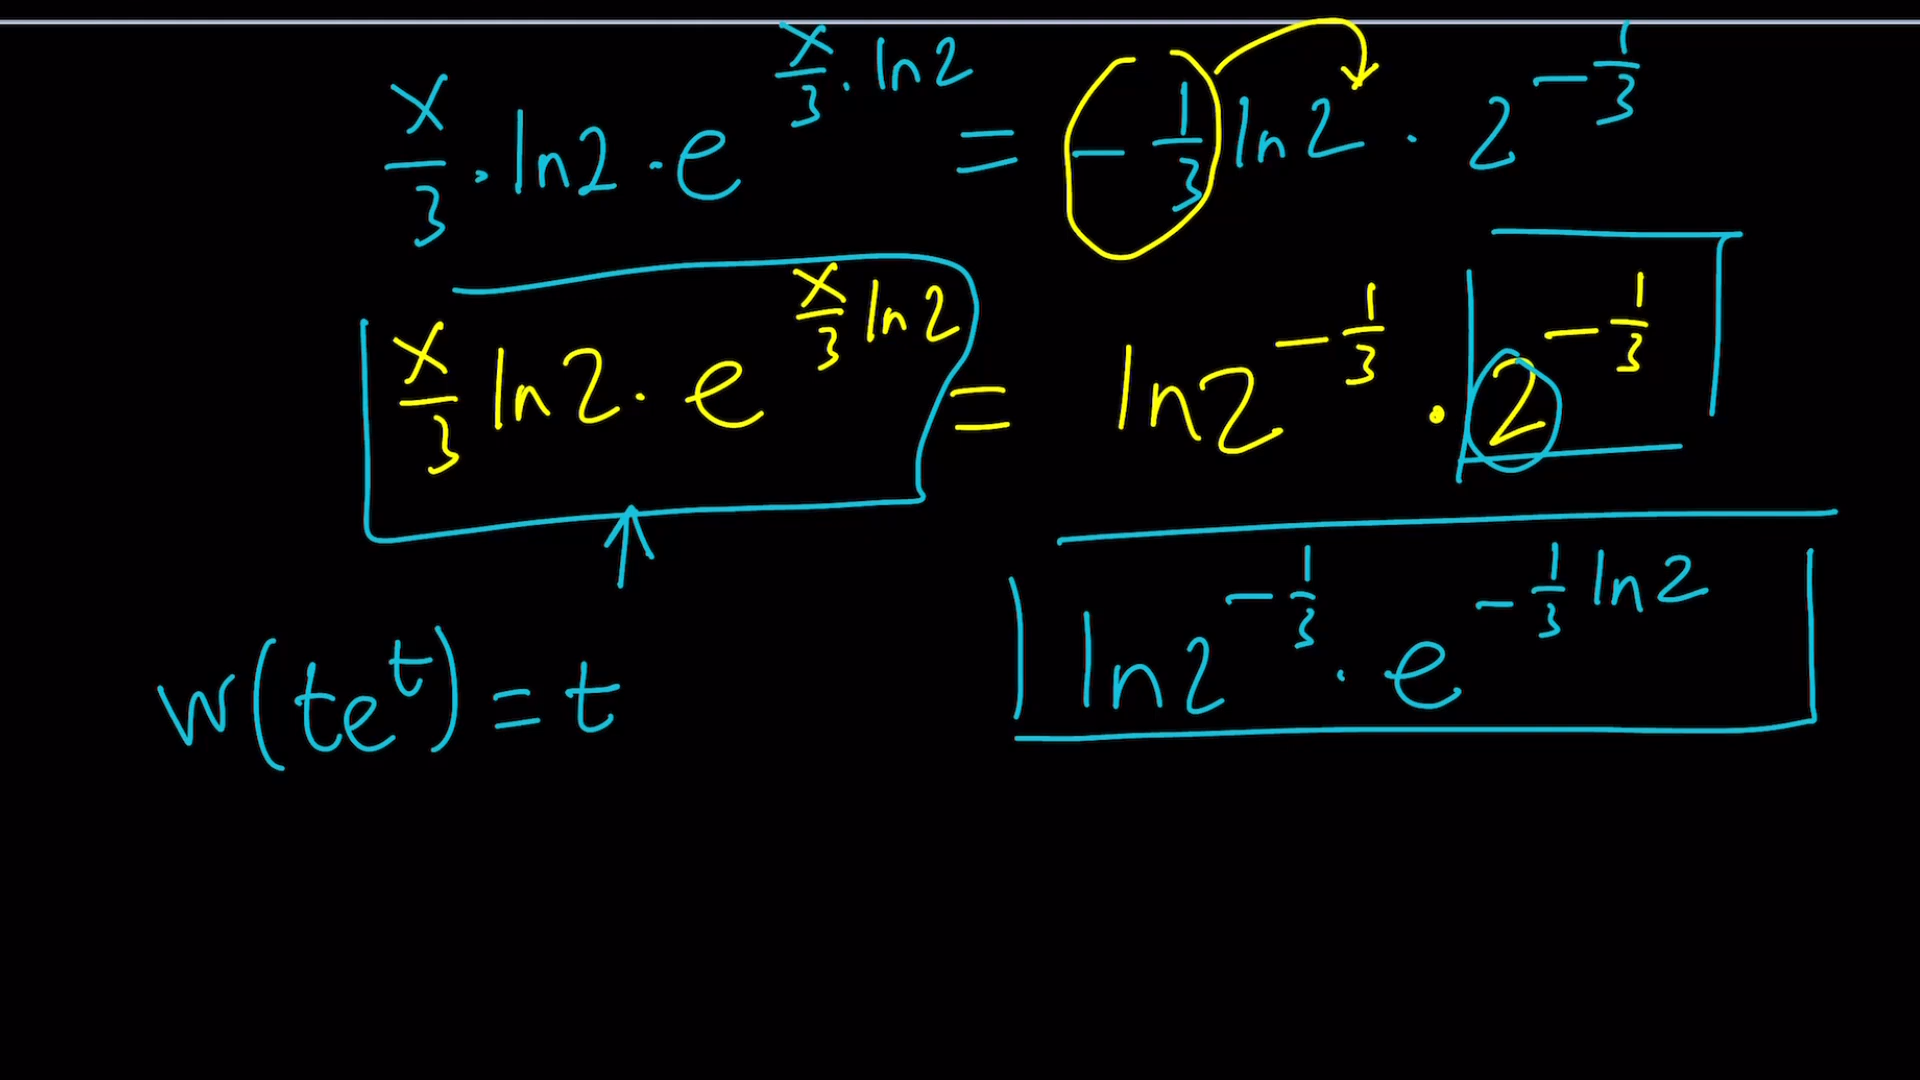 x/3 · ln2 · e^(x/3 · ln2) = -1/3 ln2 · 2^(-1/3)
x/3 ln2 · e^(x/3 ln2) = ln2^(-1/3) · 2^(-1/3)
ln2^(-1/3) · e^(-1/3 ln2)
W(te^t) = t